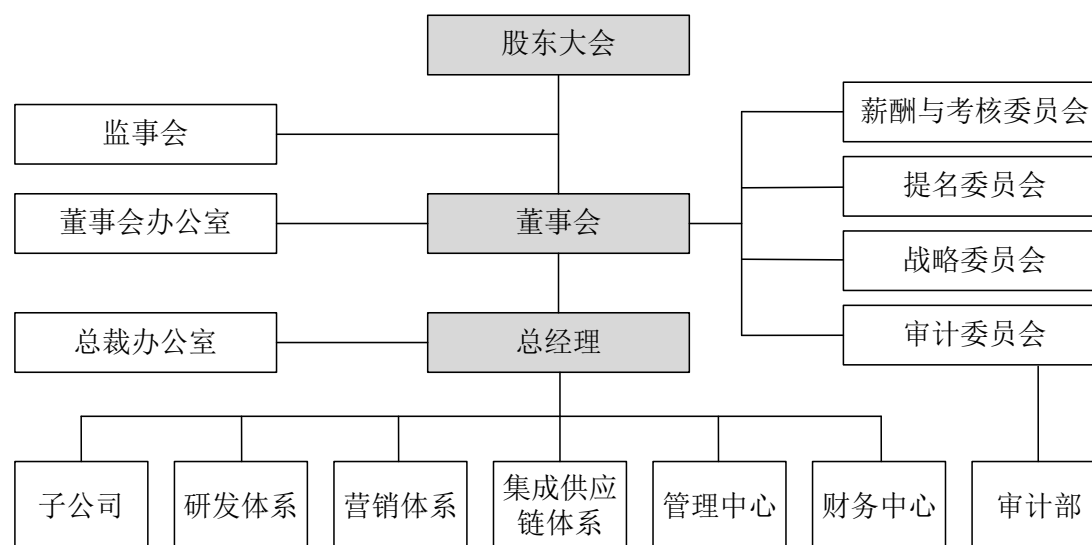 股东大会
监事会
薪酬与考核委员会
提名委员会
董事会办公室
董事会
战略委员会
总裁办公室
总经理
审计委员会
子公司
研发体系
营销体系
集成供应
链体系
管理中心
财务中心
审计部